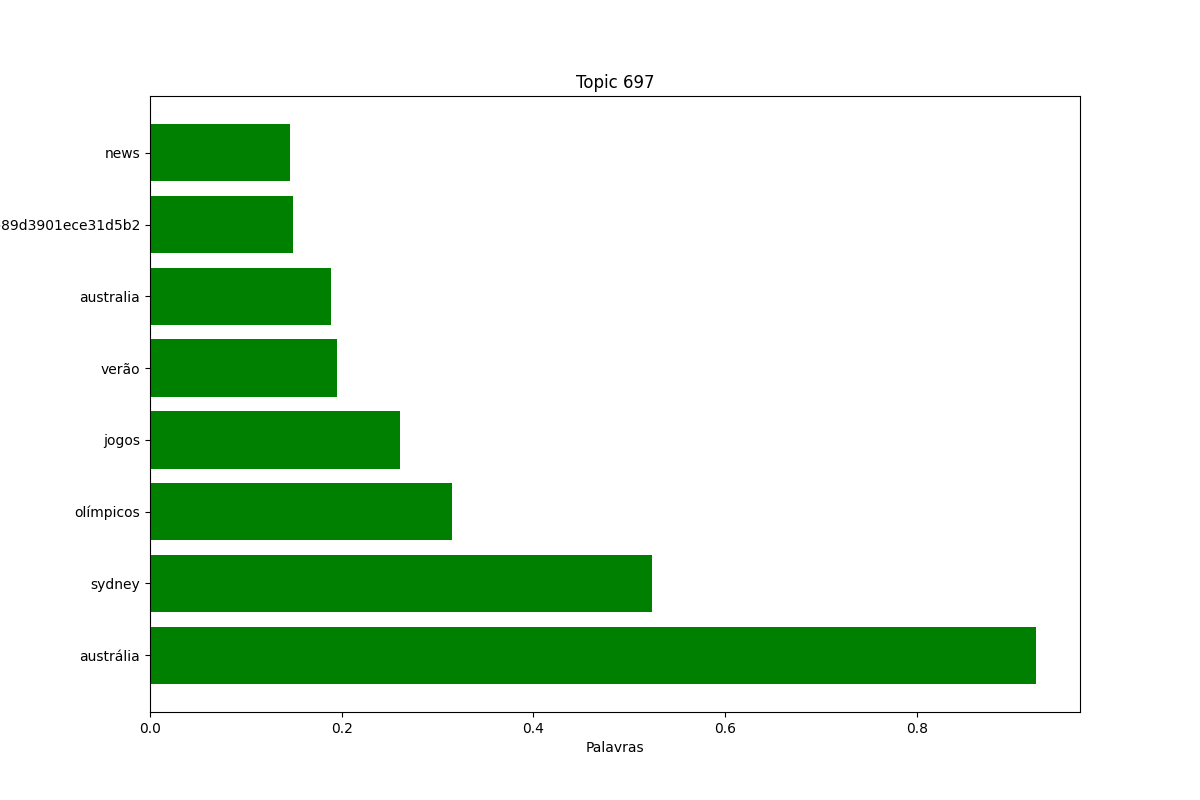 Topic 697
news
89d3901ece31d5b2
australia
verão
jogos
olímpicos
sydney
austrália
0.0 0.2 0.4 0.6 0.8
Palavras